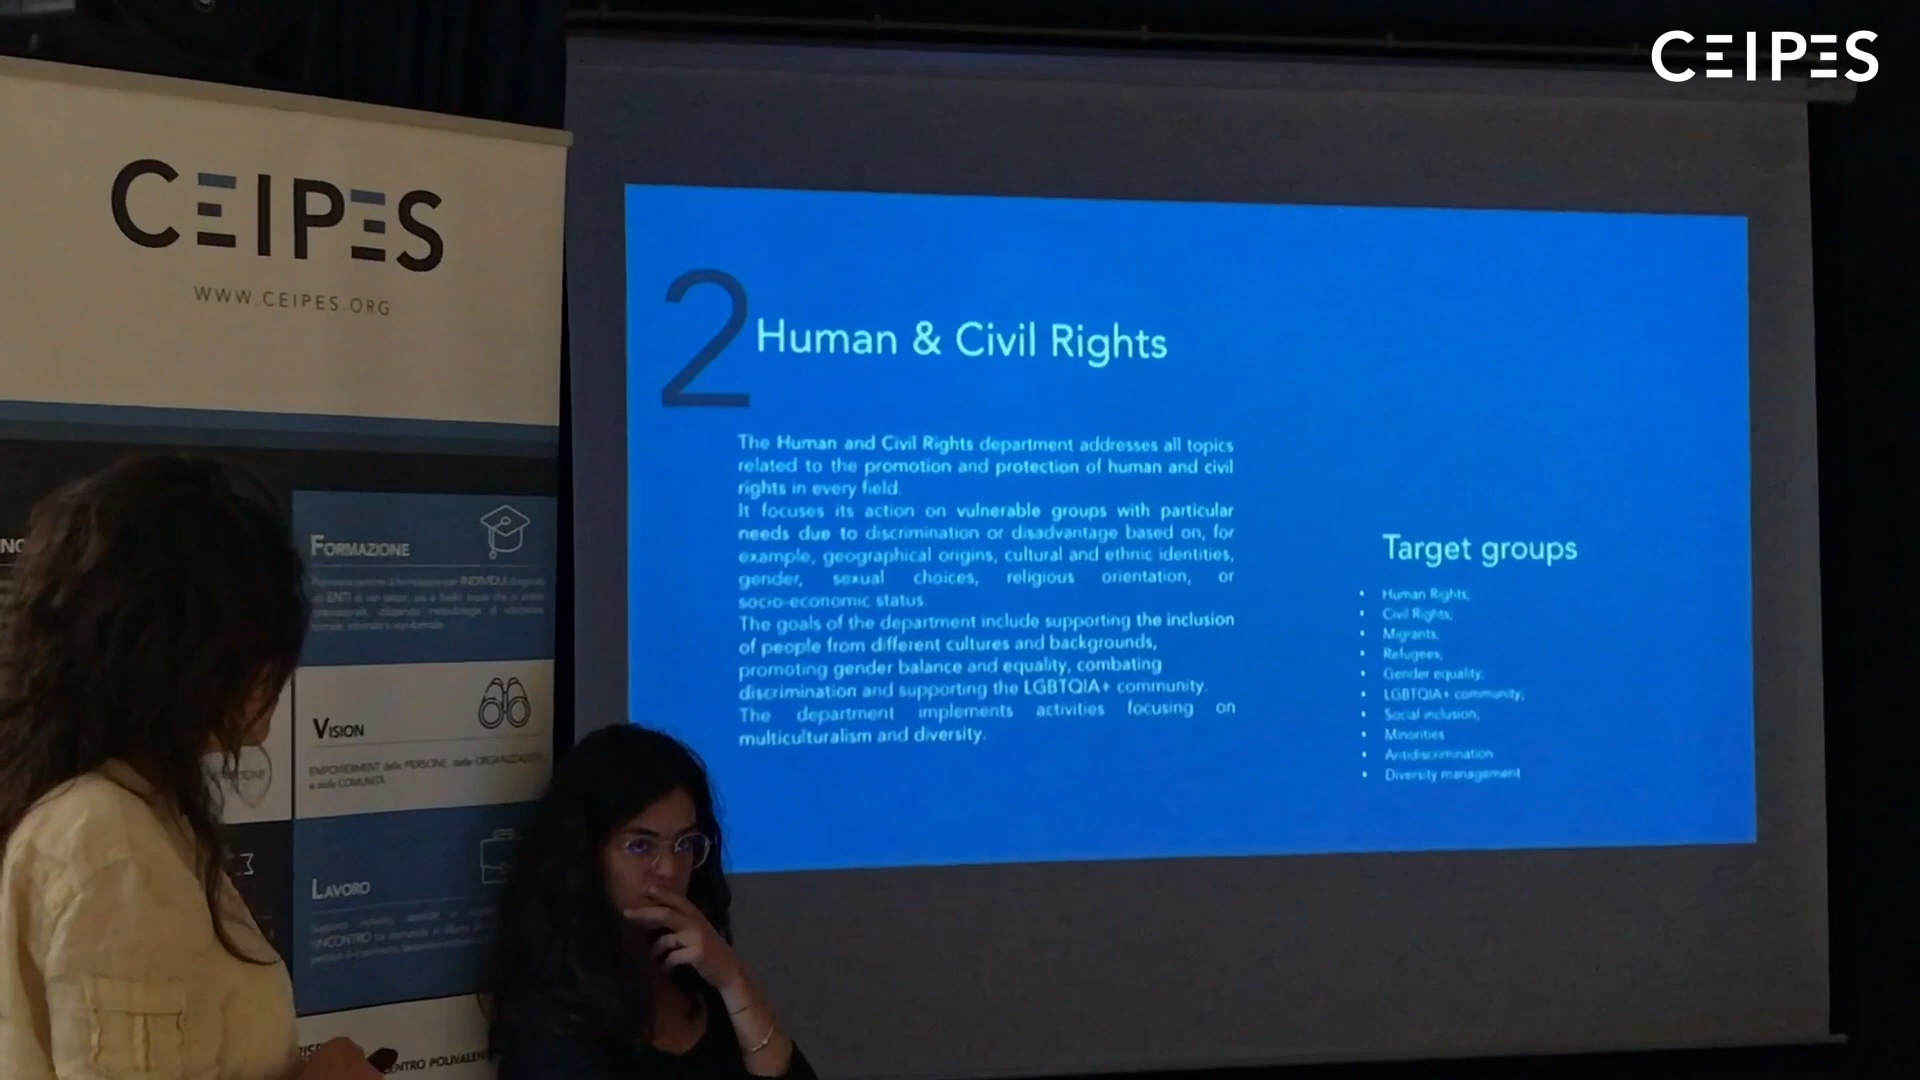 CEIPES
CEIPES
WWW.CEIPES.ORG
2
Human & Civil Rights
The Human and Civil Rights department addresses all topics
related to the promotion and protection of human and civil
rights in every field.
It focuses its action on vulnerable groups with particular
needs due to discrimination or disadvantage based on, for
example, geographical origins, cultural and ethnic identities,
gender, sexual choices, religious orientation, or
socio-economic status.
The goals of the department include supporting the inclusion
of people from different cultures and backgrounds,
promoting gender balance and equality, combating
discrimination and supporting the LGBTQIA+ community.
The department implements activities focusing on
multiculturalism and diversity.
Target groups
• Human Rights,
• Civil Rights,
• Migrants,
• Refugees,
• Gender equality,
• LGBTQIA+ community,
• Social inclusion,
• Minorities
• Antidiscrimination
• Diversity management
FORMAZIONE
VISION
EMPOWERMENT delle PERSONE, delle
e delle COMUNITÀ
LAVORO